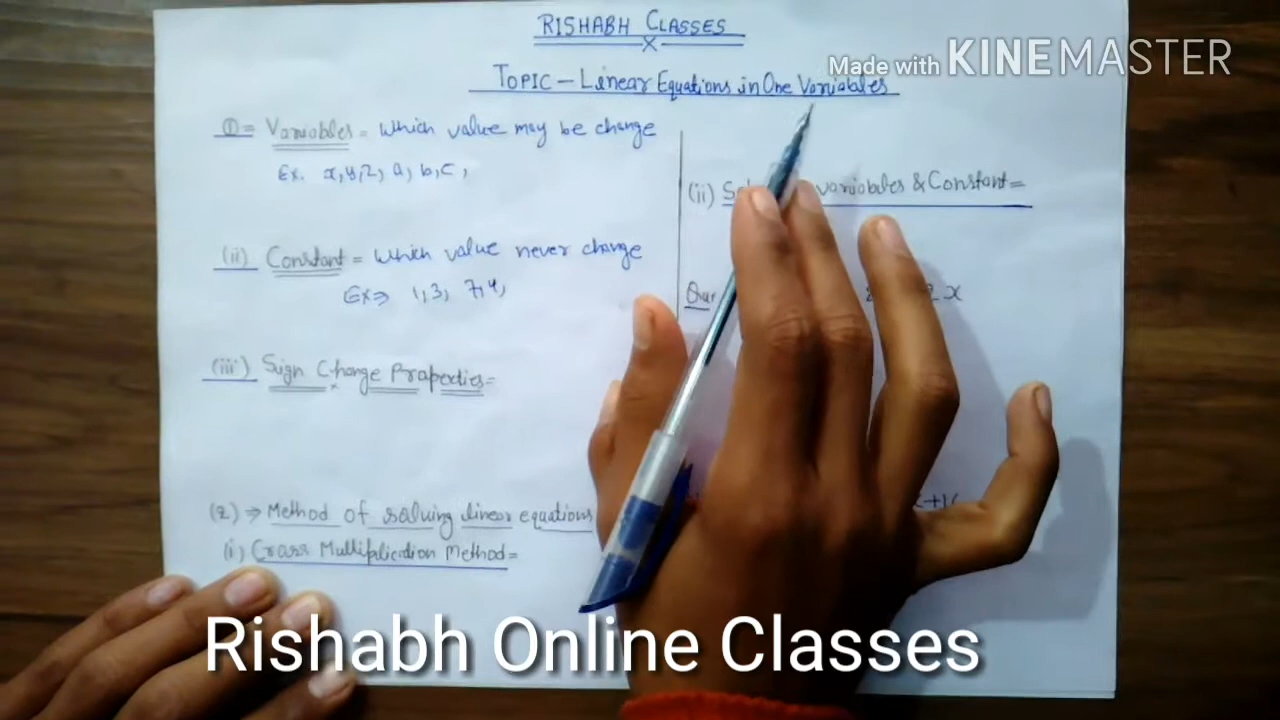 RISHABH CLASSES
Made with KINEMASTER
TOPIC – Linear Equations in One Variables
①= Variables = Which value may be change
Ex. x, y, z, a, b, c,
(ii) Constant = Which value never change
Ex⇒ 1, 3, 7, 4,
(iii) Sign Change Properties=
(2) ⇒ Method of solving linear equations
(i) Cross Multiplication Method=
(ii) variables & Constant=
2x
Rishabh Online Classes